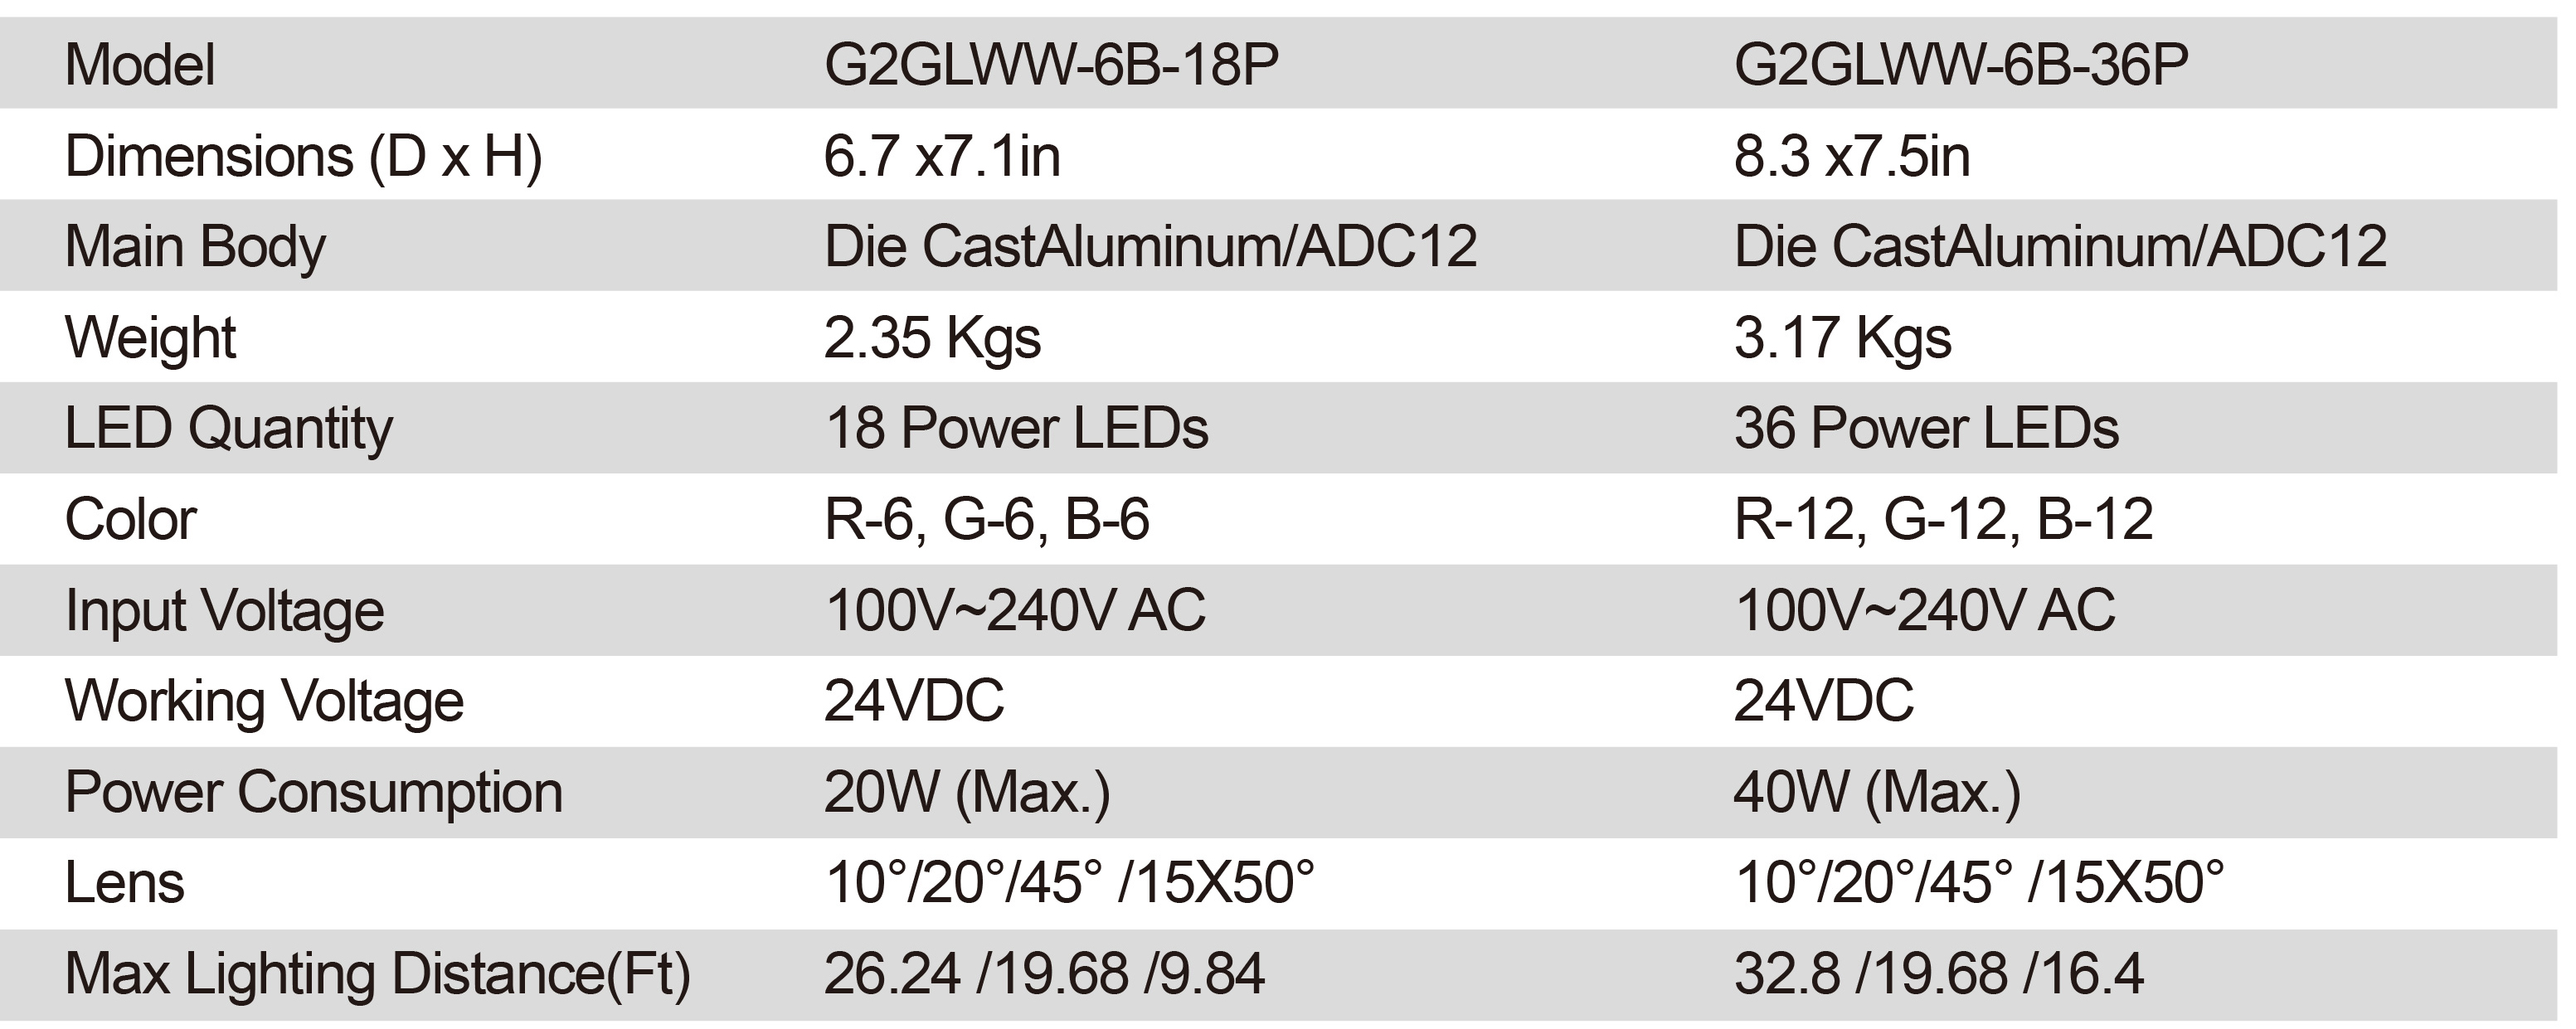 Model G2GLWW-6B-18P G2GLWW-6B-36P
Dimensions (D x H) 6.7 x7.1in 8.3 x7.5in
Main Body Die CastAluminum/ADC12 Die CastAluminum/ADC12
Weight 2.35 Kgs 3.17 Kgs
LED Quantity 18 Power LEDs 36 Power LEDs
Color R-6, G-6, B-6 R-12, G-12, B-12
Input Voltage 100V~240V AC 100V~240V AC
Working Voltage 24VDC 24VDC
Power Consumption 20W (Max.) 40W (Max.)
Lens 10°/20°/45° /15X50° 10°/20°/45° /15X50°
Max Lighting Distance(Ft) 26.24 /19.68 /9.84 32.8 /19.68 /16.4